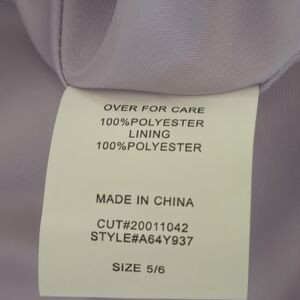 OVER FOR CARE
100%POLYESTER
LINING
100%POLYESTER
MADE IN CHINA
CUT#20011042
STYLE#A64Y937
SIZE 5/6